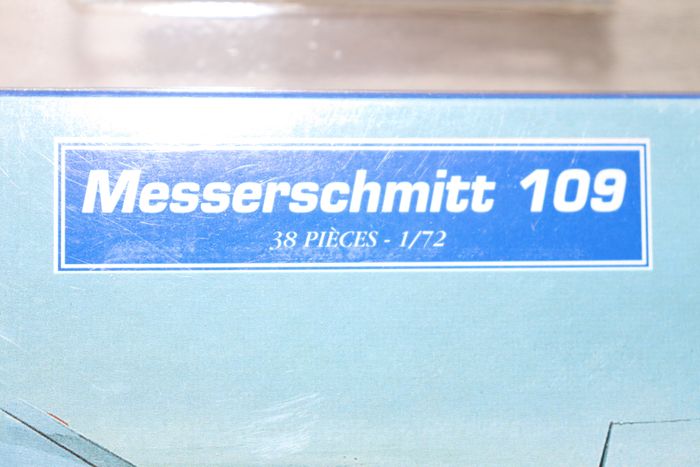 Messerschmitt 109
38 PIÈCES - 1/72